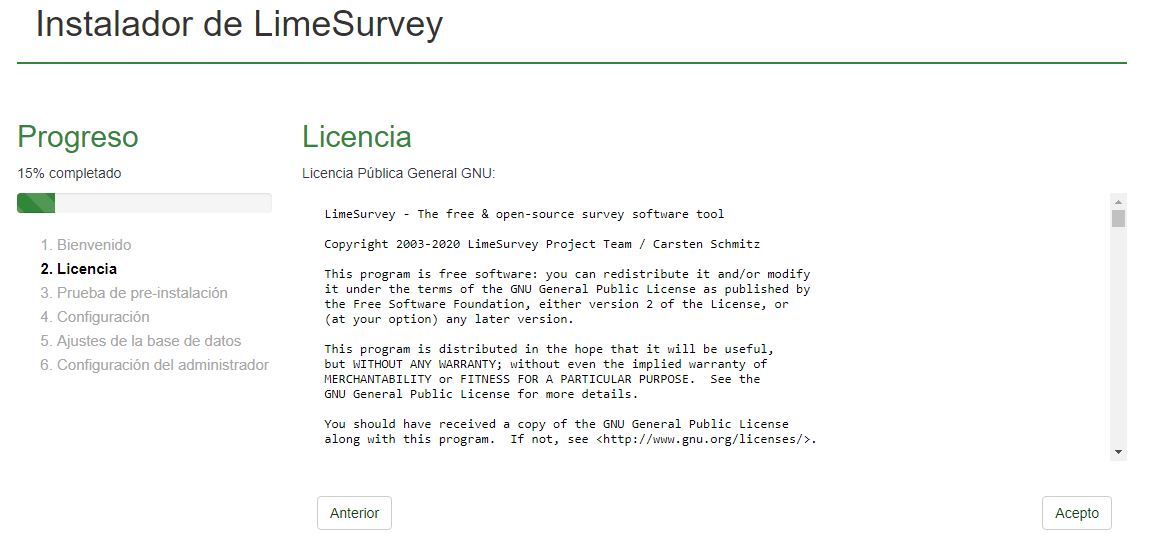 Instalador de LimeSurvey
Progreso
15% completado
1. Bienvenido
2. Licencia
3. Prueba de pre-instalación
4. Configuración
5. Ajustes de la base de datos
6. Configuración del administrador
Licencia
Licencia Pública General GNU:
LimeSurvey - The free & open-source survey software tool
Copyright 2003-2020 LimeSurvey Project Team / Carsten Schmitz
This program is free software: you can redistribute it and/or modify
it under the terms of the GNU General Public License as published by
the Free Software Foundation, either version 2 of the License, or
(at your option) any later version.
This program is distributed in the hope that it will be useful,
but WITHOUT ANY WARRANTY; without even the implied warranty of
MERCHANTABILITY or FITNESS FOR A PARTICULAR PURPOSE.  See the
GNU General Public License for more details.
You should have received a copy of the GNU General Public License
along with this program.  If not, see <http://www.gnu.org/licenses/>.
Anterior
Acepto